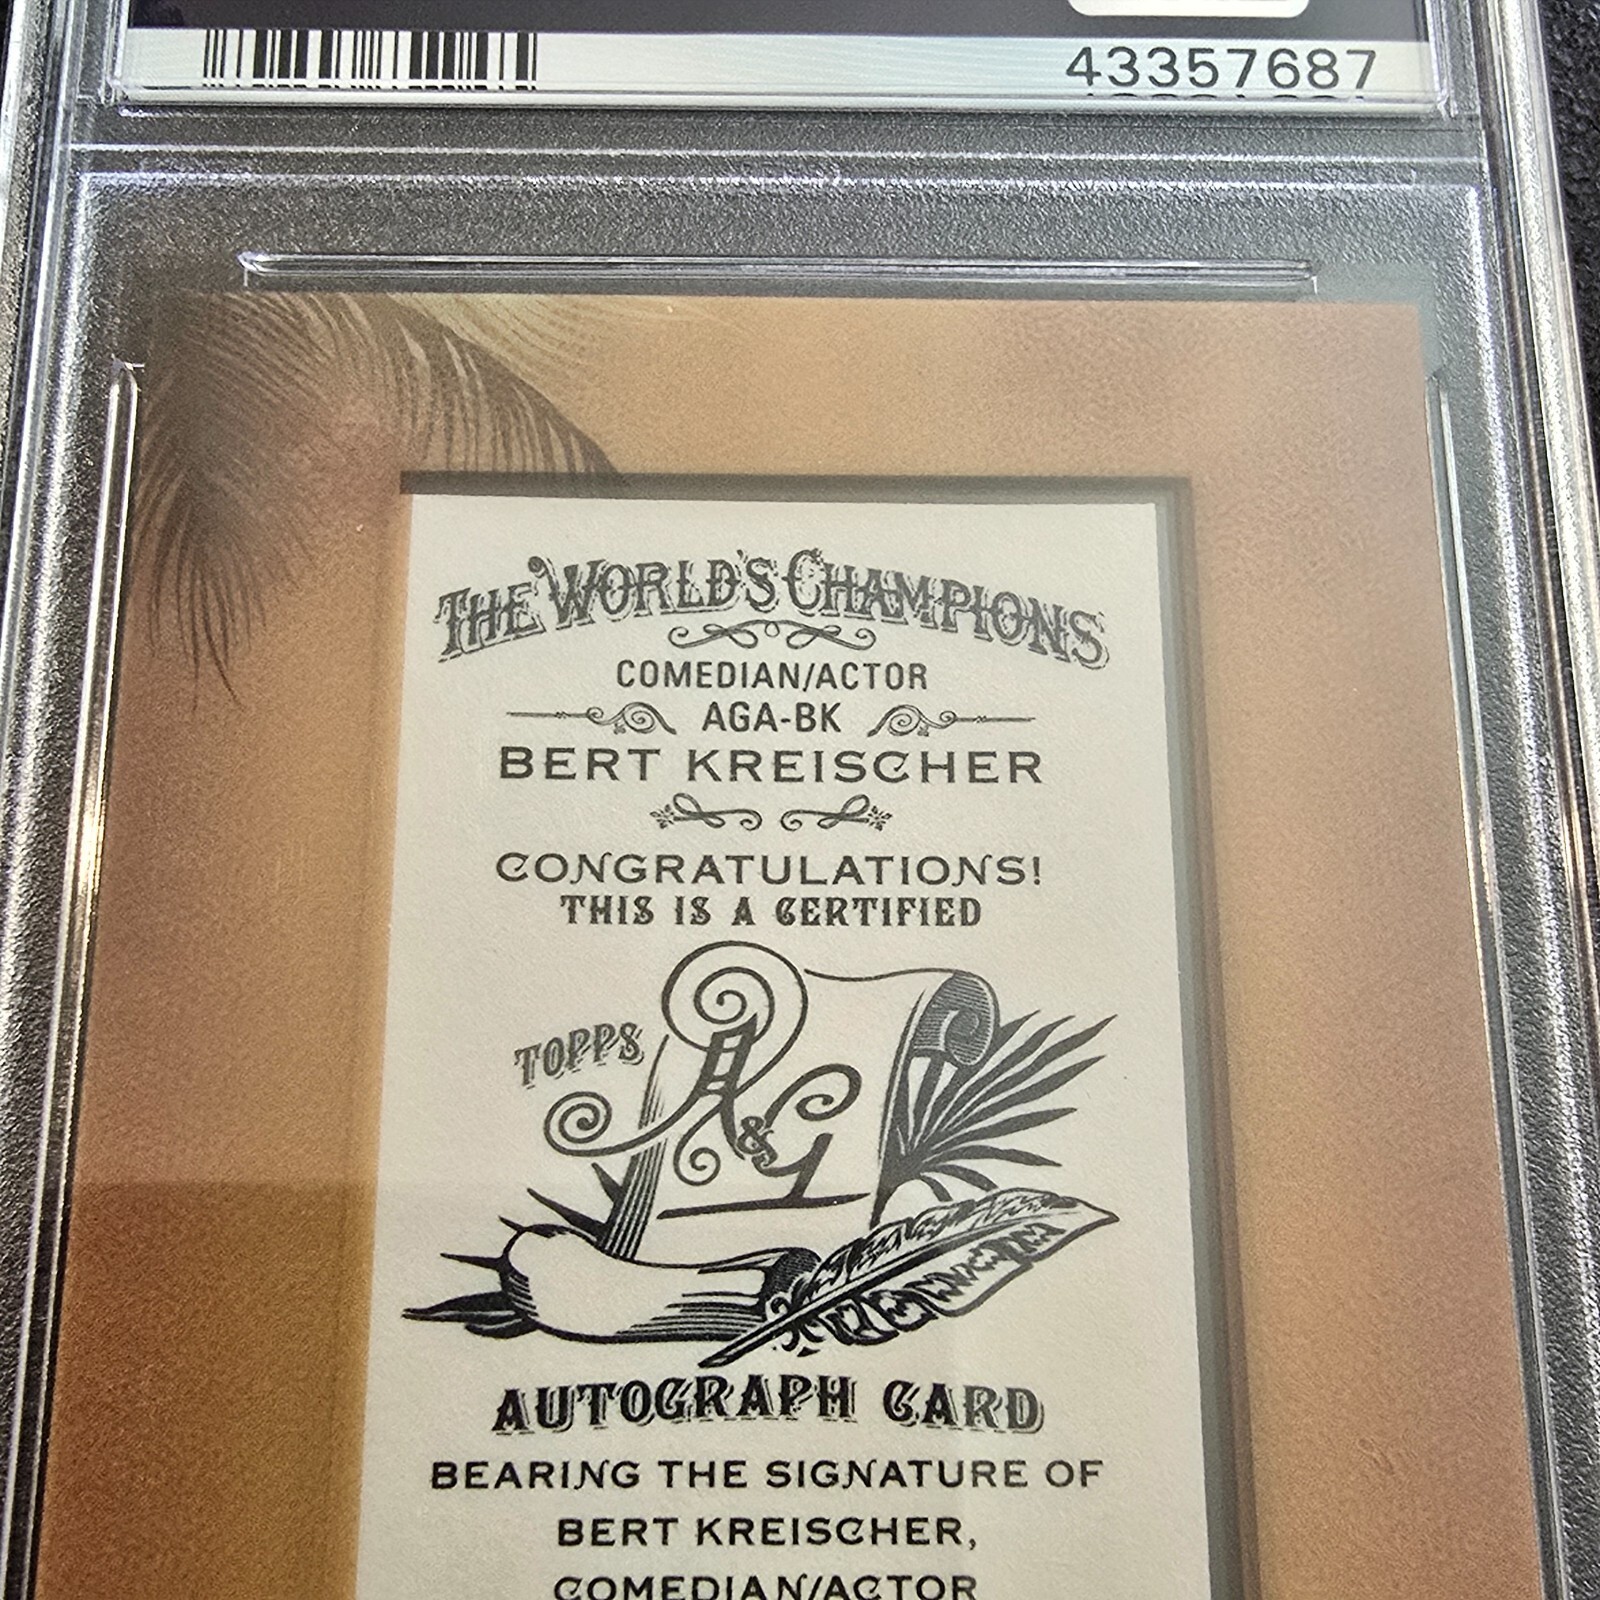 43357687
THE WORLD'S CHAMPIONS
COMEDIAN/ACTOR
AGA-BK
BERT KREISCHER
CONGRATULATIONS!
THIS IS A CERTIFIED
TOPPS
A&G
AUTOGRAPH CARD
BEARING THE SIGNATURE OF
BERT KREISCHER,
COMEDIAN/ACTOR